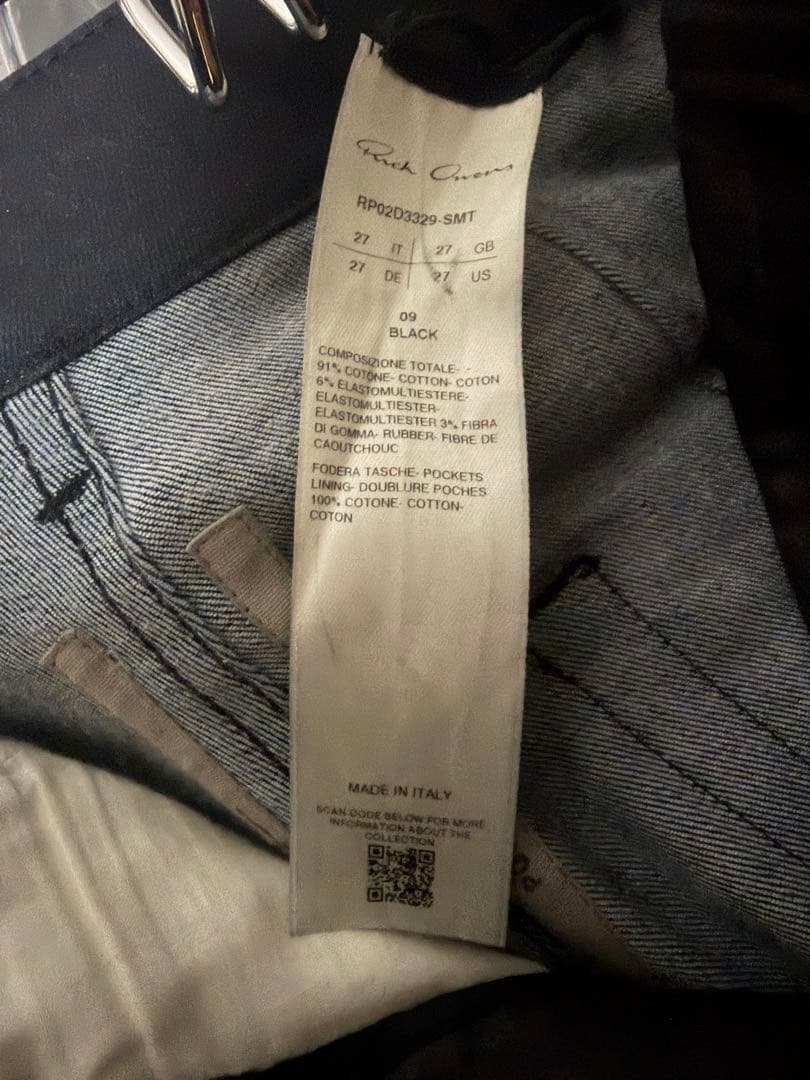 Rick Owens
RP02D3329-SMT
27 IT 27 GB
27 DE 27 US
09
BLACK
COMPOSIZIONE TOTALE- -
91% COTONE- COTTON- COTON
6% ELASTOMULTIESTERE-
ELASTOMULTIESTER-
ELASTOMULTIESTER 3% FIBRA
DI GOMMA- RUBBER- FIBRE DE
CAOUTCHOUC
FODERA TASCHE- POCKETS
LINING- DOUBLURE POCHES
100% COTONE- COTTON-
COTON
MADE IN ITALY
SCAN CODE BELOW FOR MORE
INFORMATION ABOUT THE
COLLECTION